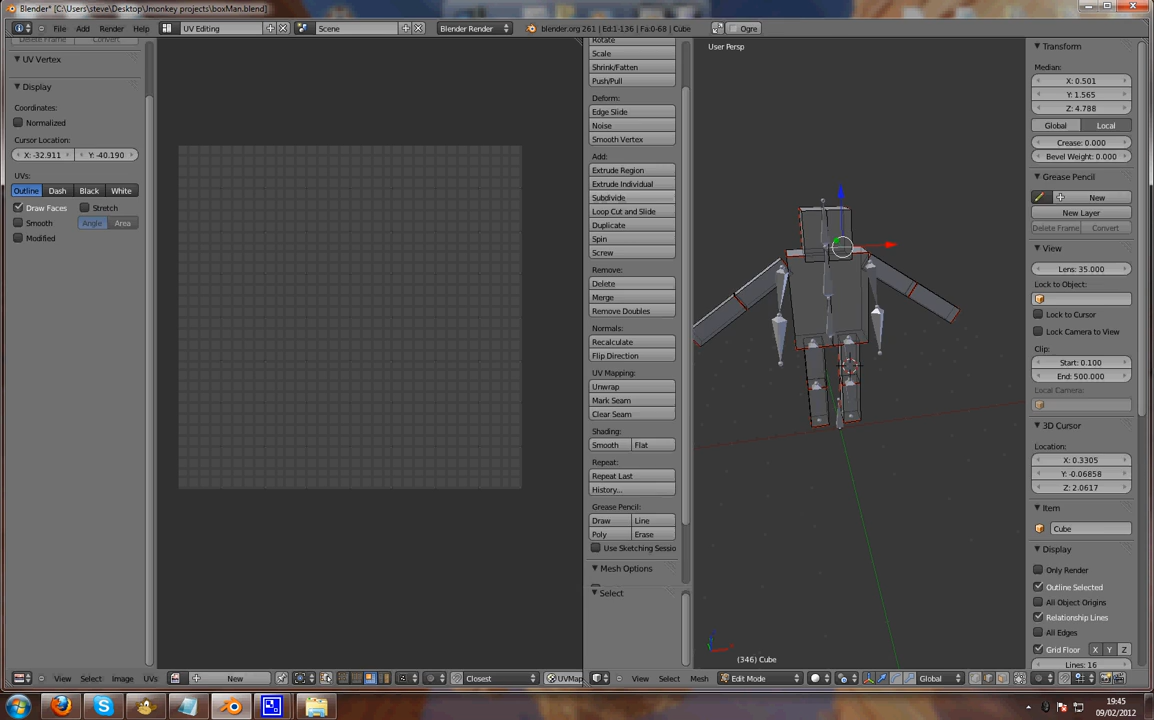 Blender* [C:\Users\steve\Desktop\Jmonkey projects\boxMan.blend]
File Add Render Help UV Editing Scene Blender Render blender.org 261 | Ed:1-136 | Fa:0-68 | Cube Ogre
UV Vertex
Display
Coordinates:
Normalized
Cursor Location:
X: -32.911 Y: -40.190
UVs:
Outline Dash Black White
Draw Faces Stretch
Smooth Angle Area
Modified
View Select Image UVs New Closest UVMap
Rotate
Scale
Shrink/Fatten
Push/Pull
Deform:
Edge Slide
Noise
Smooth Vertex
Add:
Extrude Region
Extrude Individual
Subdivide
Loop Cut and Slide
Duplicate
Spin
Screw
Remove:
Delete
Merge
Remove Doubles
Normals:
Recalculate
Flip Direction
UV Mapping:
Unwrap
Mark Seam
Clear Seam
Shading:
Smooth Flat
Repeat:
Repeat Last
History...
Grease Pencil:
Draw Line
Poly Erase
Use Sketching Sessio
Mesh Options
Select
User Persp
(346) Cube
View Select Mesh Edit Mode Global
Transform
Median:
X: 0.501
Y: 1.565
Z: 4.788
Global Local
Crease: 0.000
Bevel Weight: 0.000
Grease Pencil
New
New Layer
Delete Frame Convert
View
Lens: 35.000
Lock to Object:
Lock to Cursor
Lock Camera to View
Clip:
Start: 0.100
End: 500.000
Local Camera:
3D Cursor
Location:
X: 0.3305
Y: -0.06858
Z: 2.0617
Item
Cube
Display
Only Render
Outline Selected
All Object Origins
Relationship Lines
All Edges
Grid Floor X Y Z
Lines: 16
19:45
09/02/2012